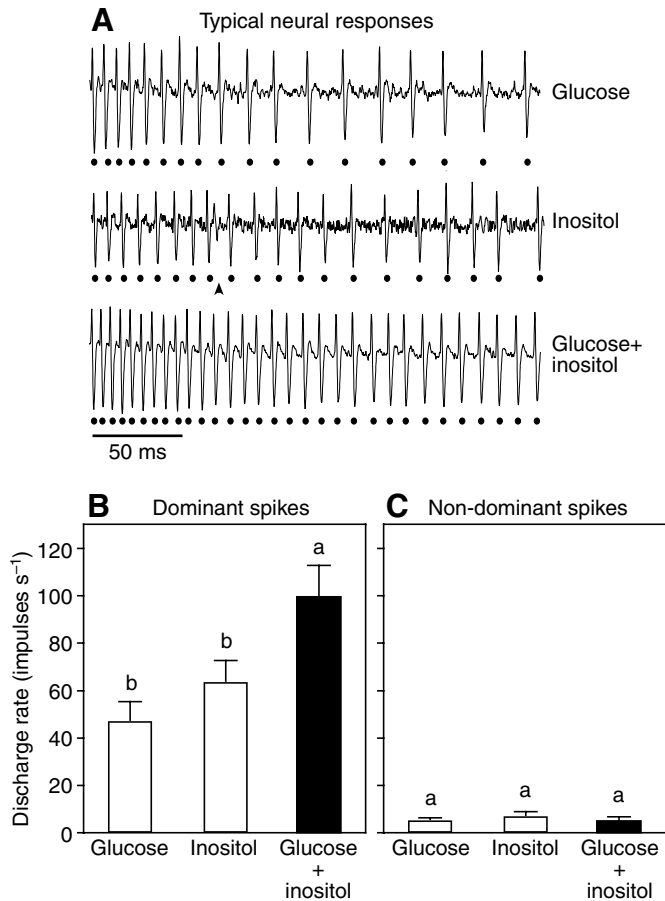 A Typical neural responses
Glucose
Inositol
Glucose+
inositol
50 ms
B Dominant spikes
C Non-dominant spikes
Discharge rate (impulses s⁻¹)
120
100
80
60
40
20
0
b
b
a
a
a
a
Glucose
Inositol
Glucose
+
inositol
Glucose
Inositol
Glucose
+
inositol